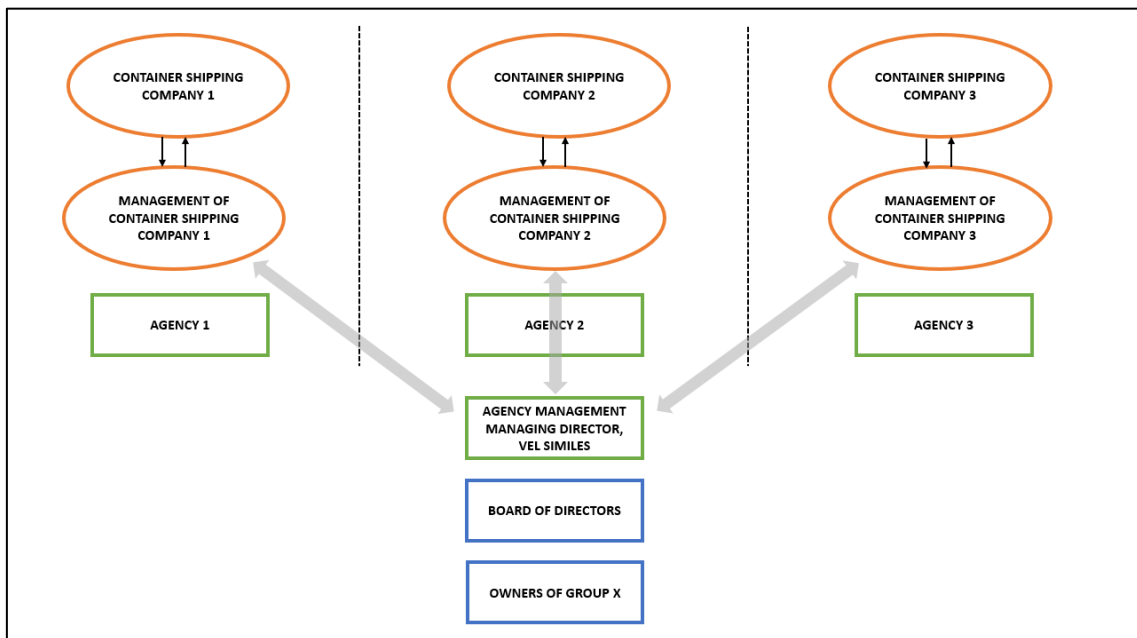 CONTAINER SHIPPING
COMPANY 1
CONTAINER SHIPPING
COMPANY 2
CONTAINER SHIPPING
COMPANY 3
MANAGEMENT OF
CONTAINER SHIPPING
COMPANY 1
MANAGEMENT OF
CONTAINER SHIPPING
COMPANY 2
MANAGEMENT OF
CONTAINER SHIPPING
COMPANY 3
AGENCY 1
AGENCY 2
AGENCY 3
AGENCY MANAGEMENT
MANAGING DIRECTOR,
VEL SIMILES
BOARD OF DIRECTORS
OWNERS OF GROUP X